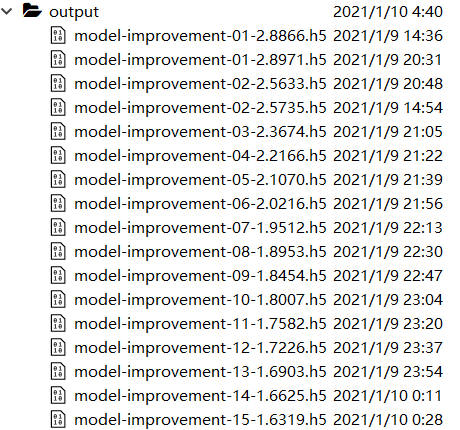 output 2021/1/10 4:40
model-improvement-01-2.8866.h5 2021/1/9 14:36
model-improvement-01-2.8971.h5 2021/1/9 20:31
model-improvement-02-2.5633.h5 2021/1/9 20:48
model-improvement-02-2.5735.h5 2021/1/9 14:54
model-improvement-03-2.3674.h5 2021/1/9 21:05
model-improvement-04-2.2166.h5 2021/1/9 21:22
model-improvement-05-2.1070.h5 2021/1/9 21:39
model-improvement-06-2.0216.h5 2021/1/9 21:56
model-improvement-07-1.9512.h5 2021/1/9 22:13
model-improvement-08-1.8953.h5 2021/1/9 22:30
model-improvement-09-1.8454.h5 2021/1/9 22:47
model-improvement-10-1.8007.h5 2021/1/9 23:04
model-improvement-11-1.7582.h5 2021/1/9 23:20
model-improvement-12-1.7226.h5 2021/1/9 23:37
model-improvement-13-1.6903.h5 2021/1/9 23:54
model-improvement-14-1.6625.h5 2021/1/10 0:11
model-improvement-15-1.6319.h5 2021/1/10 0:28